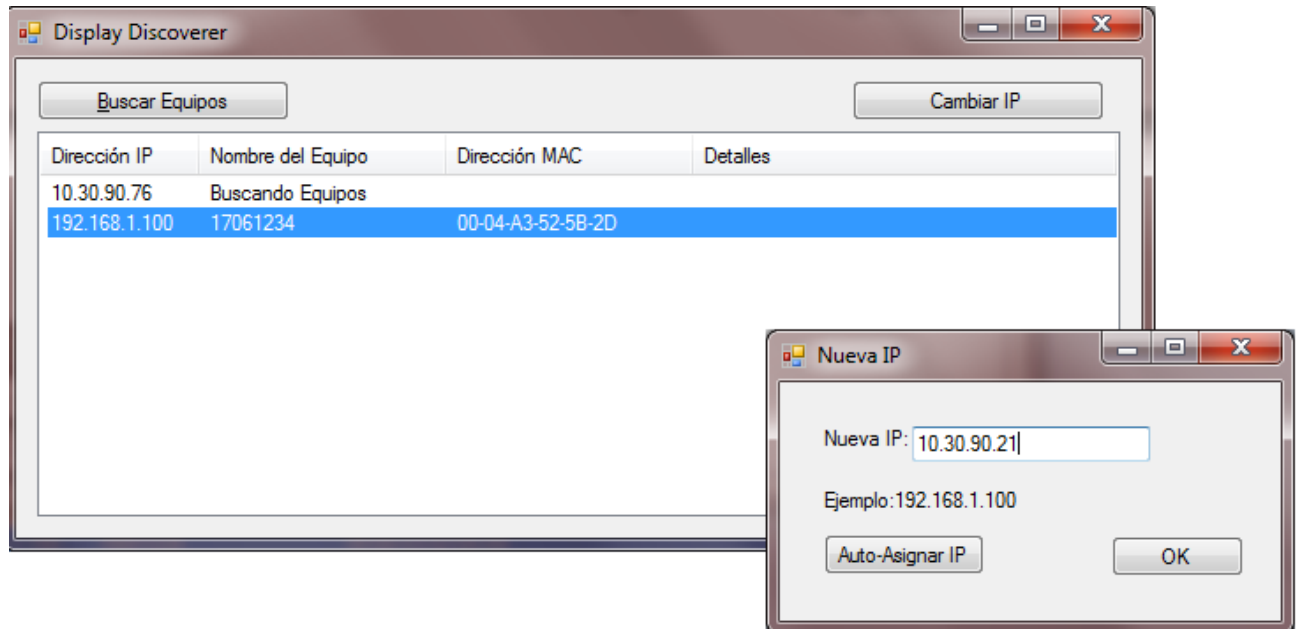 Display Discoverer
Buscar Equipos
Cambiar IP
Dirección IP Nombre del Equipo Dirección MAC Detalles
10.30.90.76 Buscando Equipos
192.168.1.100 17061234 00-04-A3-52-5B-2D
Nueva IP
Nueva IP: 10.30.90.21
Ejemplo:192.168.1.100
Auto-Asignar IP
OK